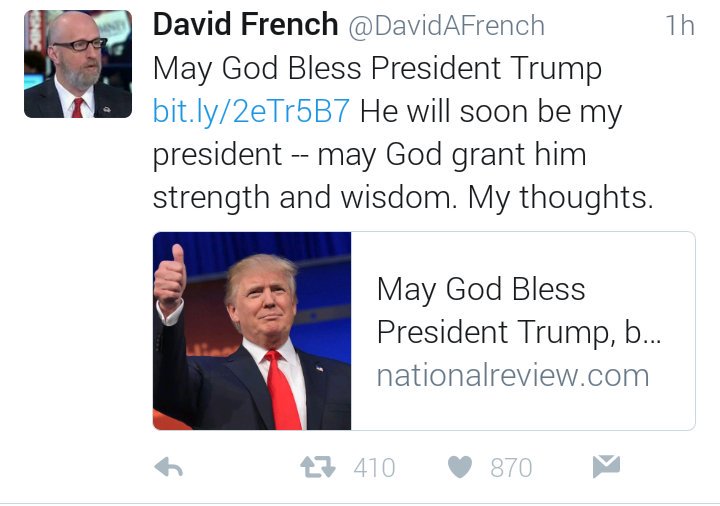 David French @DavidAFrench 1h
May God Bless President Trump
bit.ly/2eTr5B7 He will soon be my
president -- may God grant him
strength and wisdom. My thoughts.
May God Bless
President Trump, b...
nationalreview.com
410 870